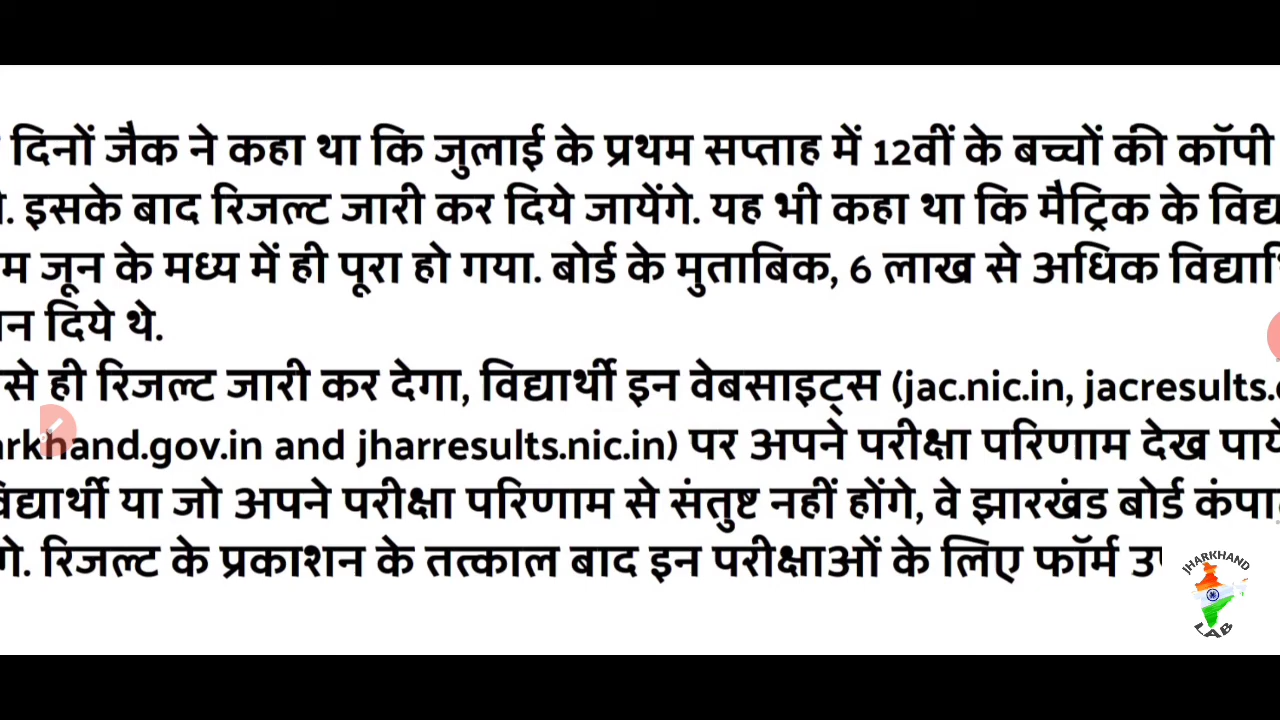 दिनों जैक ने कहा था कि जुलाई के प्रथम सप्ताह में 12वीं के बच्चों की कॉपी
इसके बाद रिजल्ट जारी कर दिये जायेंगे. यह भी कहा था कि मैट्रिक के
जून के मध्य में ही पूरा हो गया. बोर्ड के मुताबिक, 6 लाख से अधिक
दिये थे.
से ही रिजल्ट जारी कर देगा, विद्यार्थी इन वेबसाइट्स (jac.nic.in, jacresults.
arkhand.gov.in and jharresults.nic.in) पर अपने परीक्षा परिणाम देख
विद्यार्थी या जो अपने परीक्षा परिणाम से संतुष्ट नहीं होंगे, वे झारखंड बोर्ड
गे. रिजल्ट के प्रकाशन के तत्काल बाद इन परीक्षाओं के लिए फॉर्म
JHARKHAND
LAB